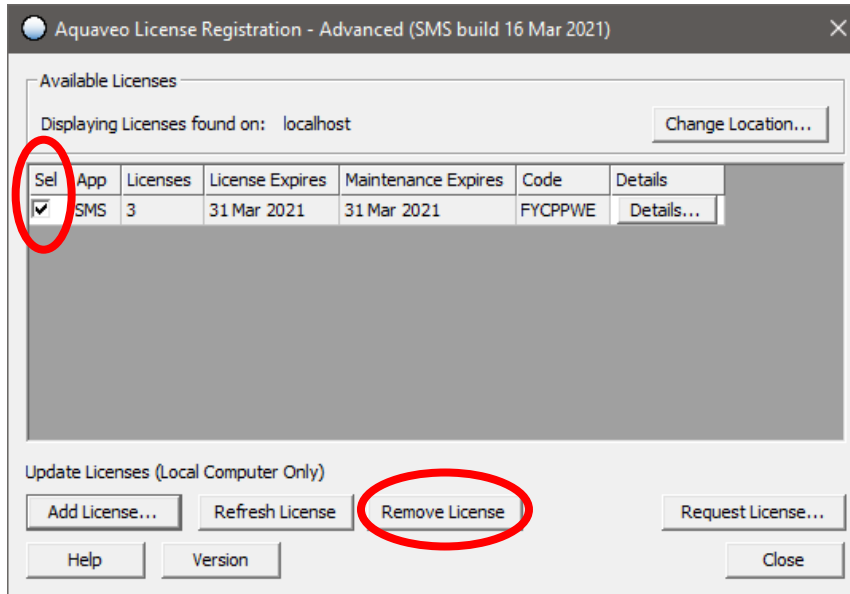 Aquaveo License Registration - Advanced (SMS build 16 Mar 2021)
Available Licenses
Displaying Licenses found on: localhost
Change Location...
Sel App Licenses License Expires Maintenance Expires Code Details
SMS 3 31 Mar 2021 31 Mar 2021 FYCPPWE Details...
Update Licenses (Local Computer Only)
Add License... Refresh License Remove License Request License...
Help Version Close